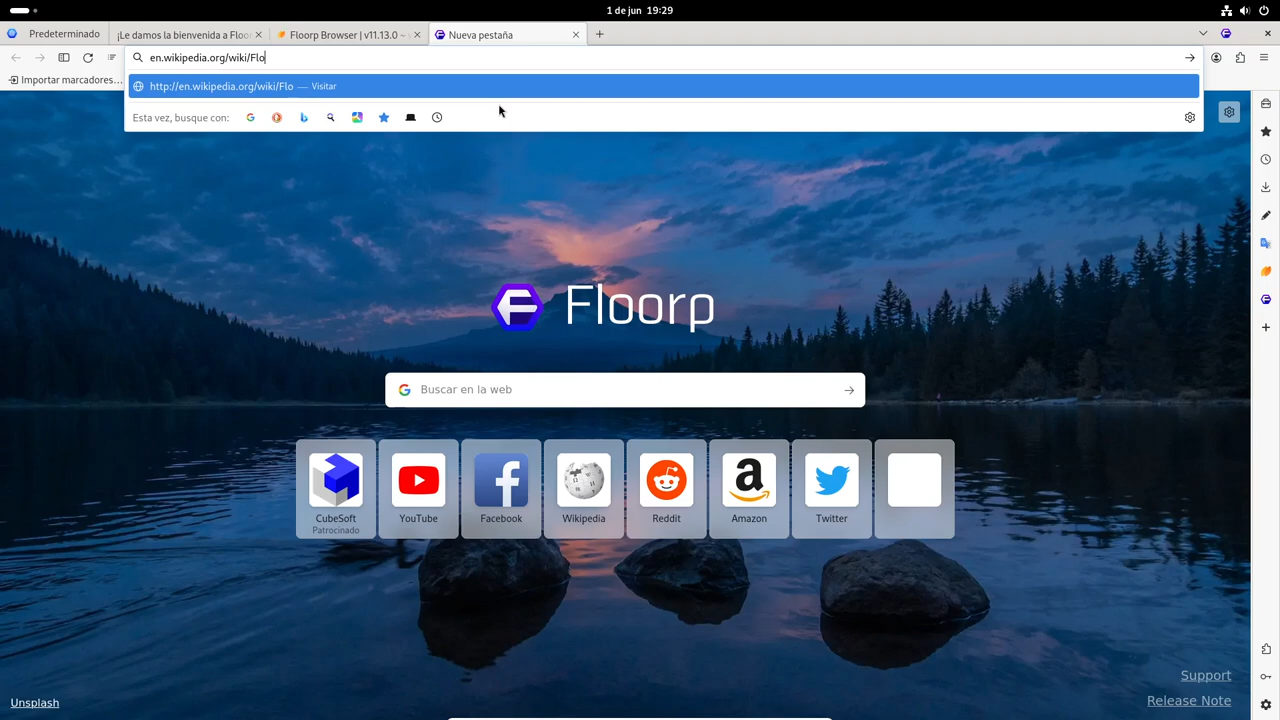 1 de jun 19:29
Predeterminado
¡Le damos la bienvenida a Floor
Floorp Browser | v11.13.0 ~
Nueva pestaña
en.wikipedia.org/wiki/Flo
Importar marcadores…
http://en.wikipedia.org/wiki/Flo — Visitar
Esta vez, busque con:
Floorp
Buscar en la web
CubeSoft
Patrocinado
YouTube
Facebook
Wikipedia
Reddit
Amazon
Twitter
Support
Release Note
Unsplash